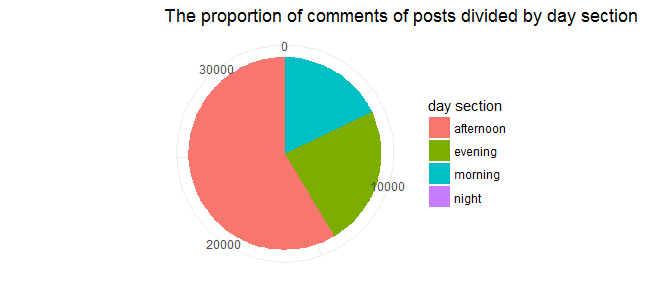 The proportion of comments of posts divided by day section
0
30000
10000
20000
day section
afternoon
evening
morning
night